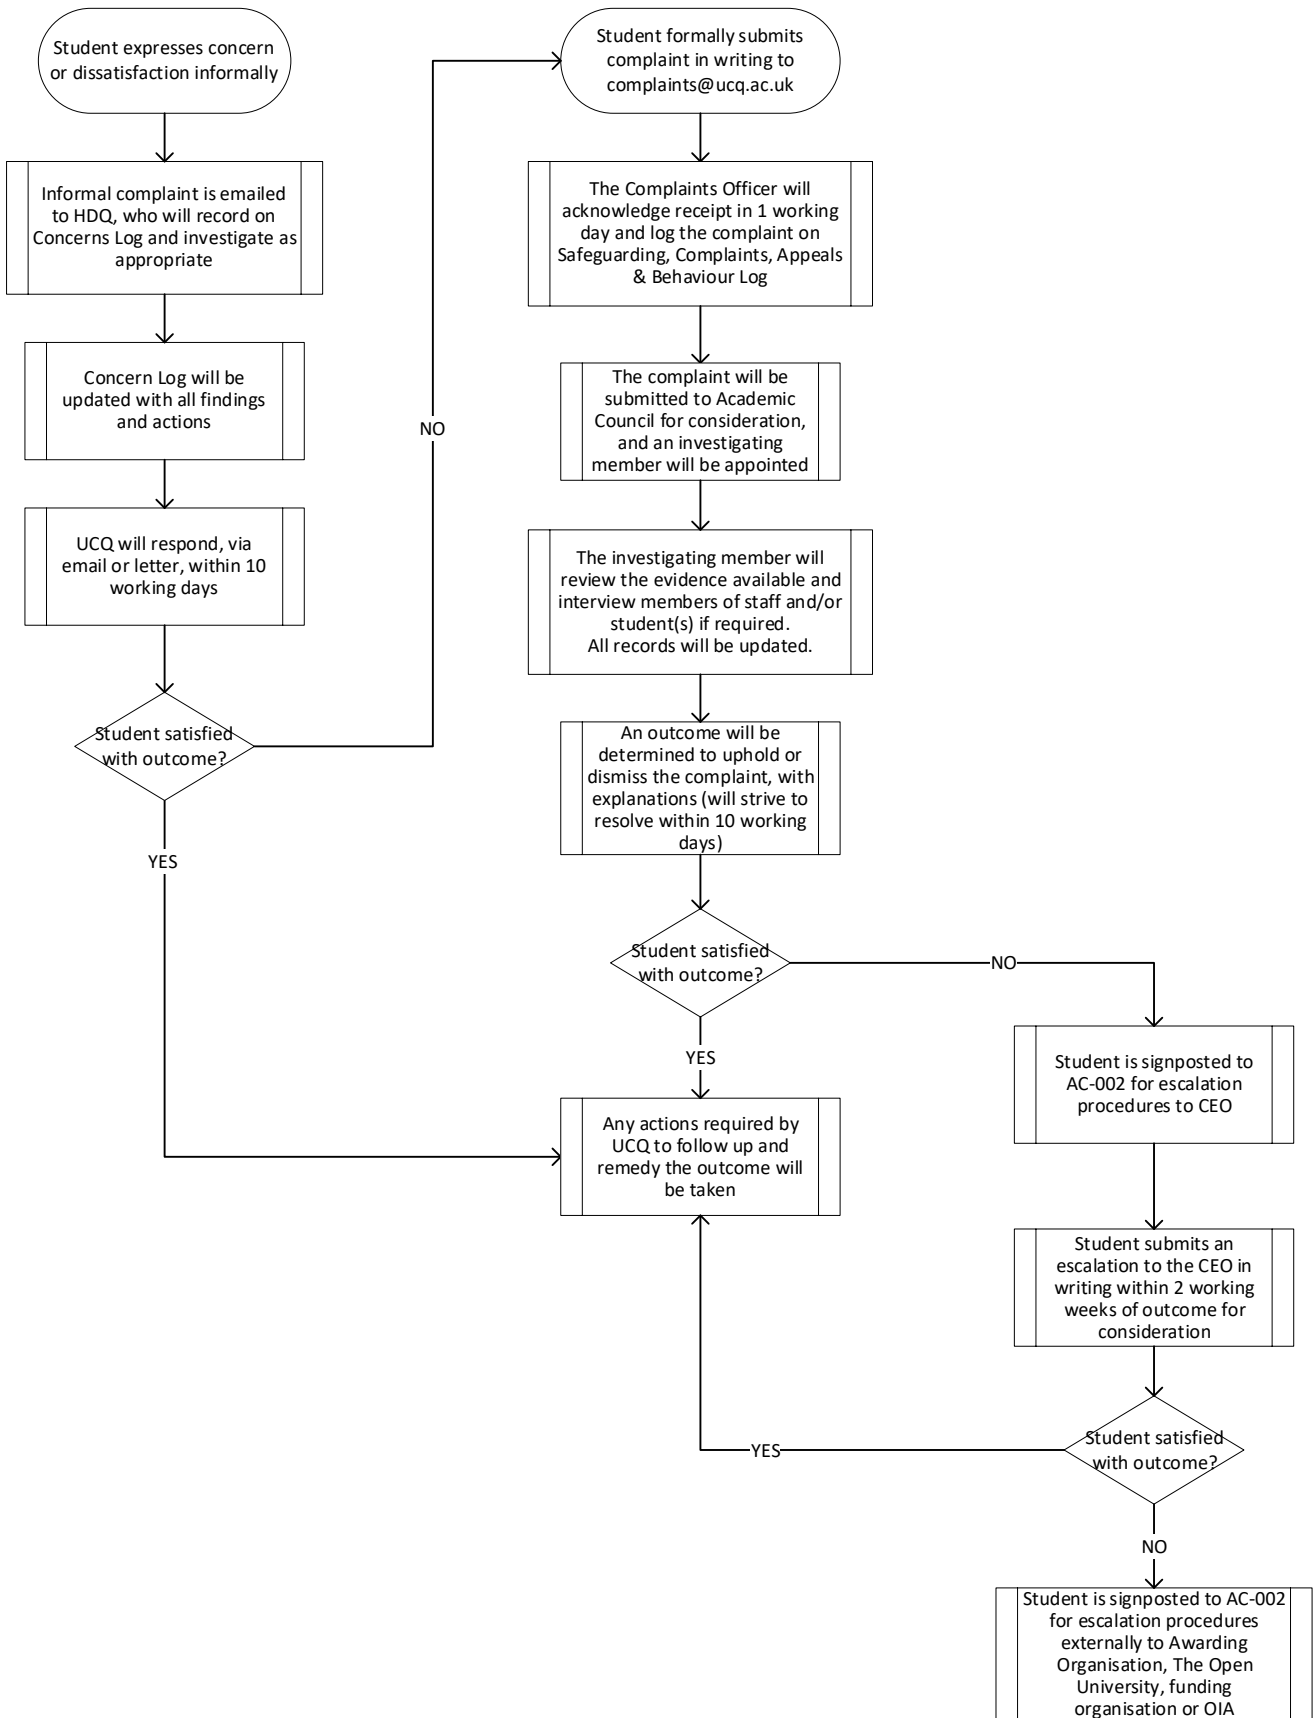 Student expresses concern
or dissatisfaction informally
Informal complaint is emailed
to HDQ, who will record on
Concerns Log and investigate as
appropriate
Concern Log will be
updated with all findings
and actions
UCQ will respond, via
email or letter, within 10
working days
Student satisfied
with outcome?
YES
NO
Student formally submits
complaint in writing to
complaints@ucq.ac.uk
The Complaints Officer will
acknowledge receipt in 1 working
day and log the complaint on
Safeguarding, Complaints, Appeals
& Behaviour Log
The complaint will be
submitted to Academic
Council for consideration,
and an investigating
member will be appointed
The investigating member will
review the evidence available and
interview members of staff and/or
student(s) if required.
All records will be updated.
An outcome will be
determined to uphold or
dismiss the complaint, with
explanations (will strive to
resolve within 10 working
days)
Student satisfied
with outcome?
NO
YES
Any actions required by
UCQ to follow up and
remedy the outcome will
be taken
Student is signposted to
AC-002 for escalation
procedures to CEO
Student submits an
escalation to the CEO in
writing within 2 working
weeks of outcome for
consideration
Student satisfied
with outcome?
YES
NO
Student is signposted to AC-002
for escalation procedures
externally to Awarding
Organisation, The Open
University, funding
organisation or OIA